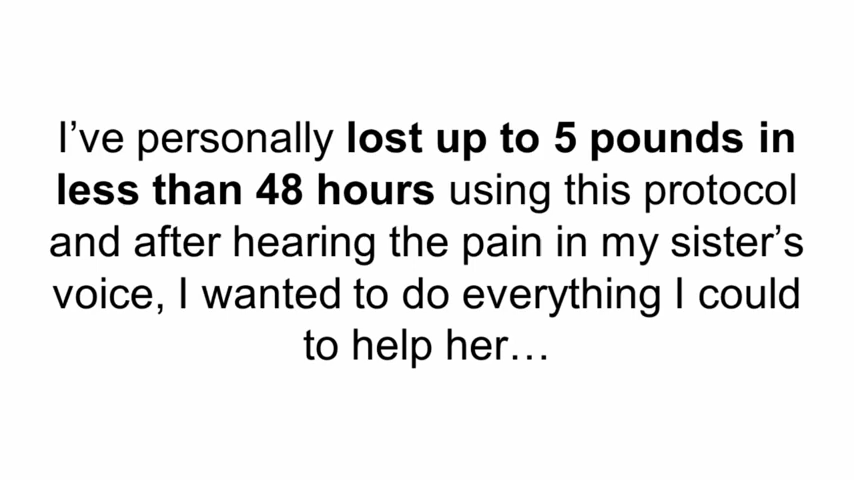 I’ve personally lost up to 5 pounds in
less than 48 hours using this protocol
and after hearing the pain in my sister’s
voice, I wanted to do everything I could
to help her…